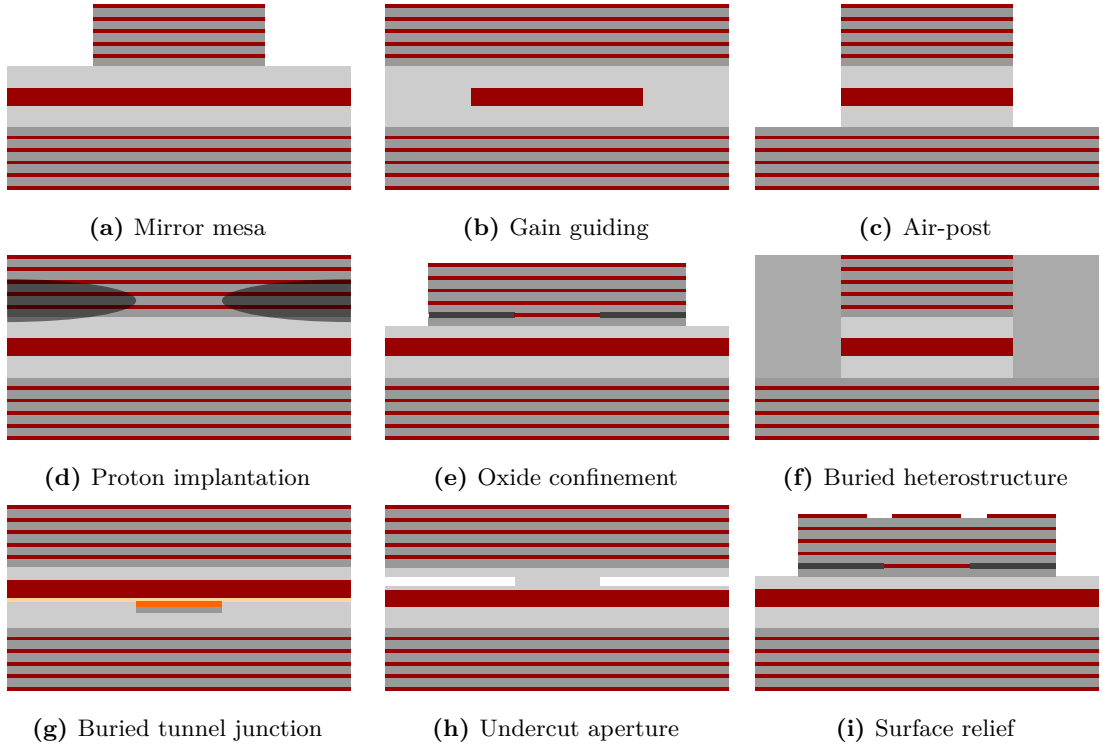 (a) Mirror mesa
(b) Gain guiding
(c) Air-post
(d) Proton implantation
(e) Oxide confinement
(f) Buried heterostructure
(g) Buried tunnel junction
(h) Undercut aperture
(i) Surface relief